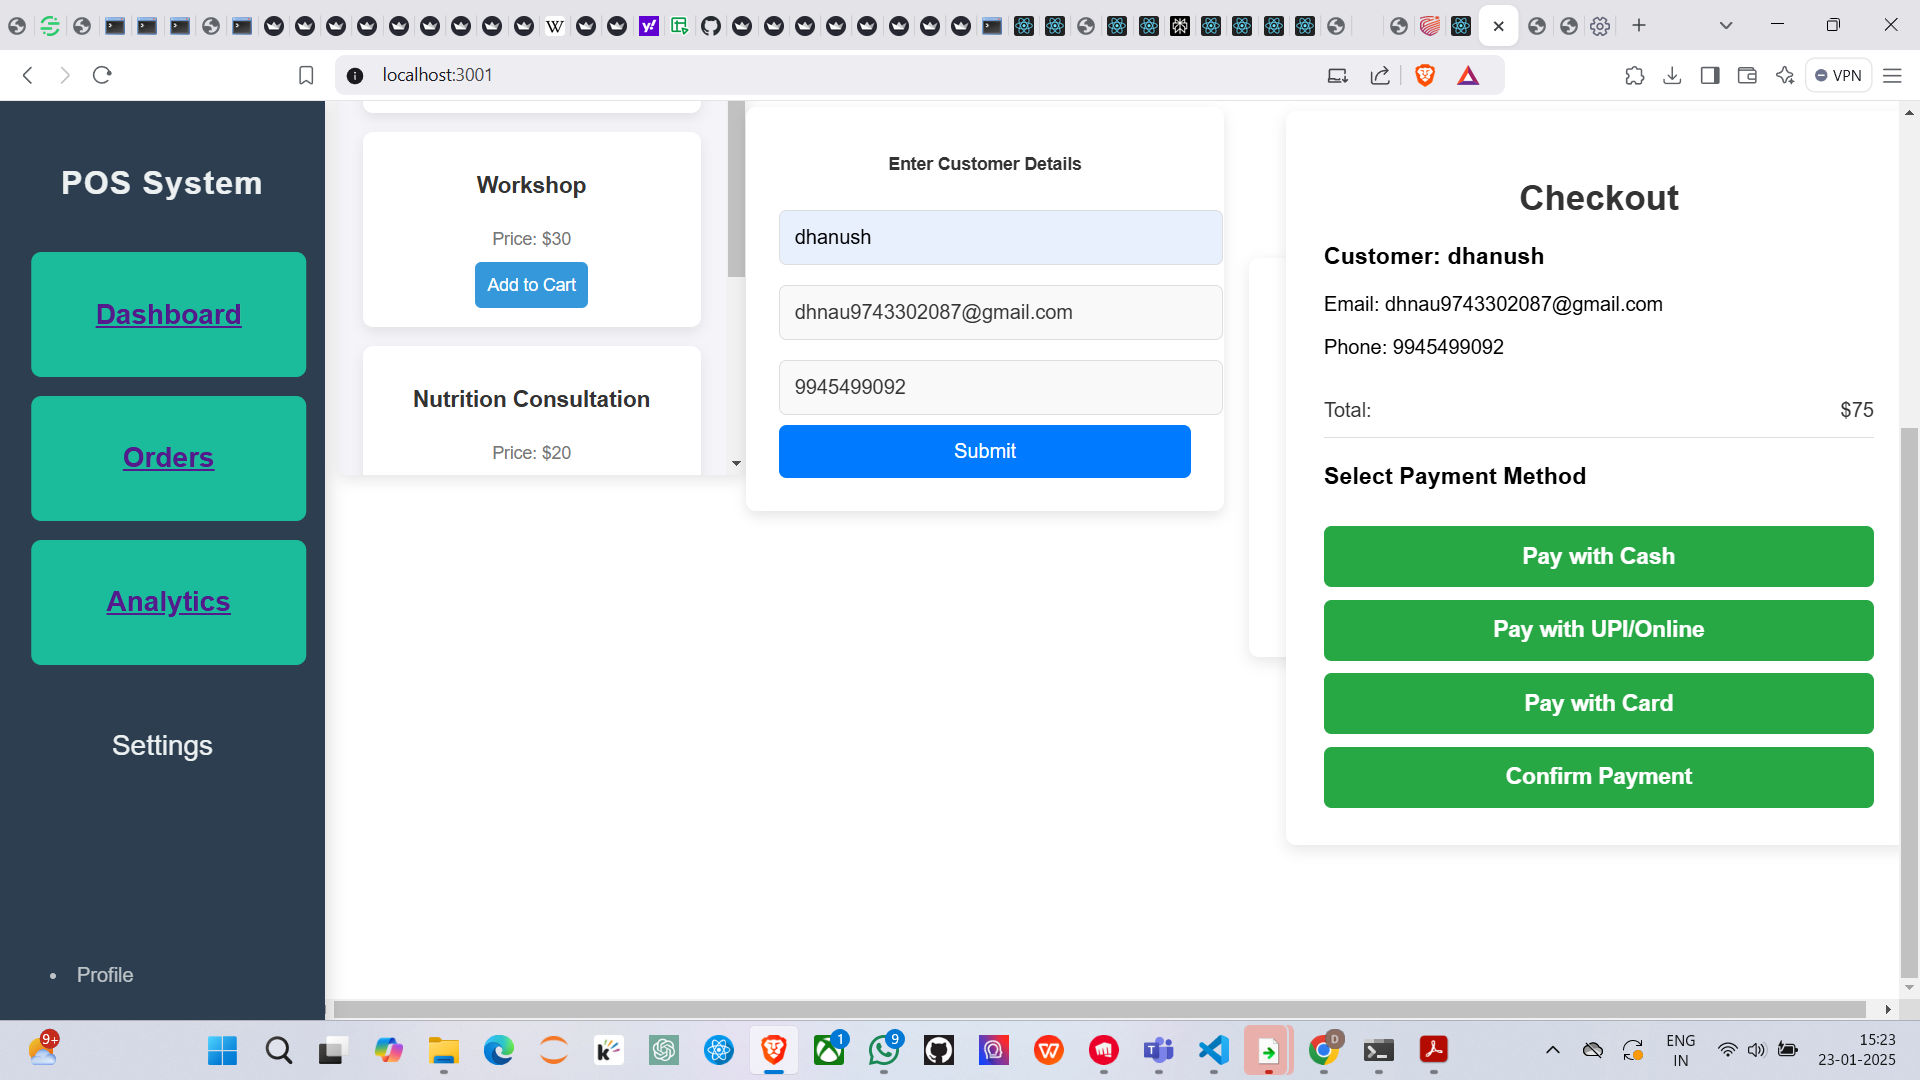 localhost:3001
VPN
POS System
Dashboard
Orders
Analytics
Settings
Profile
Workshop
Price: $30
Add to Cart
Nutrition Consultation
Price: $20
Enter Customer Details
dhanush
dhnau9743302087@gmail.com
9945499092
Submit
Checkout
Customer: dhanush
Email: dhnau9743302087@gmail.com
Phone: 9945499092
Total: $75
Select Payment Method
Pay with Cash
Pay with UPI/Online
Pay with Card
Confirm Payment
9+
1
9
D
ENG
IN
15:23
23-01-2025